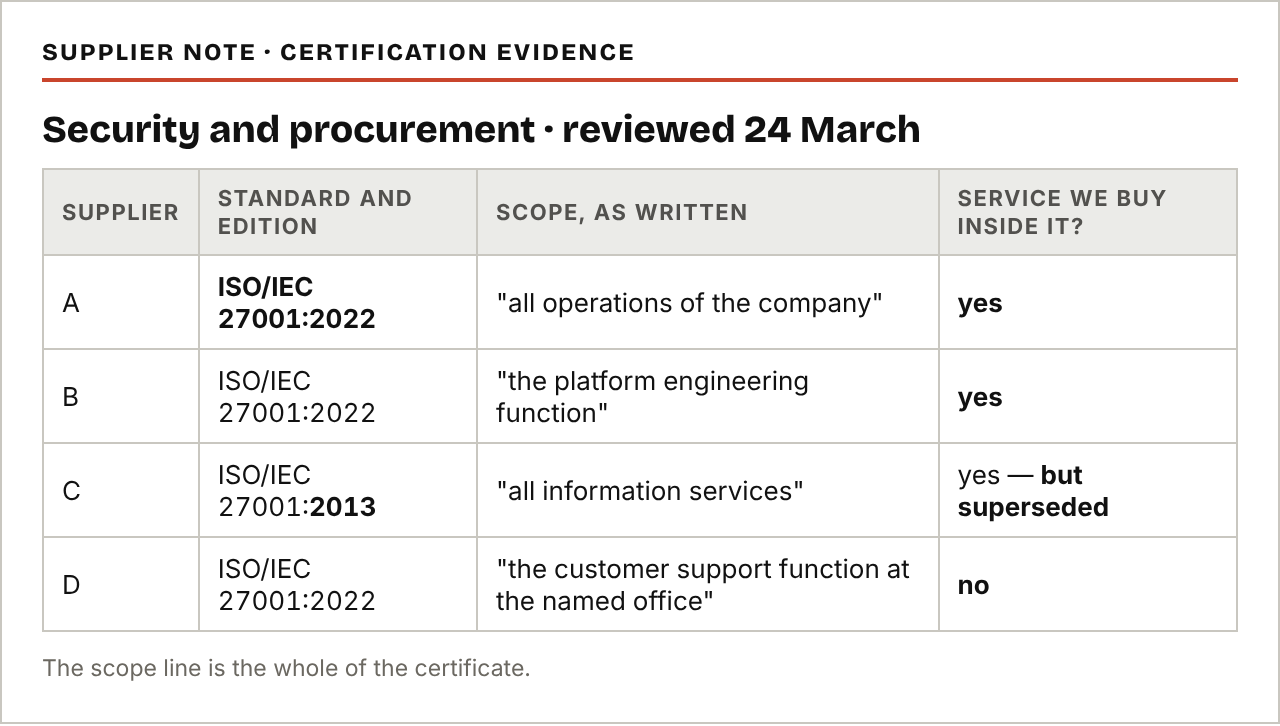 SUPPLIER NOTE · CERTIFICATION EVIDENCE
Security and procurement · reviewed 24 March
SUPPLIER
STANDARD AND
EDITION
SCOPE, AS WRITTEN
SERVICE WE BUY
INSIDE IT?
A
ISO/IEC
27001:2022
"all operations of the company"
yes
B
ISO/IEC
27001:2022
"the platform engineering
function"
yes
C
ISO/IEC
27001:2013
"all information services"
yes — but
superseded
D
ISO/IEC
27001:2022
"the customer support function at
the named office"
no
The scope line is the whole of the certificate.